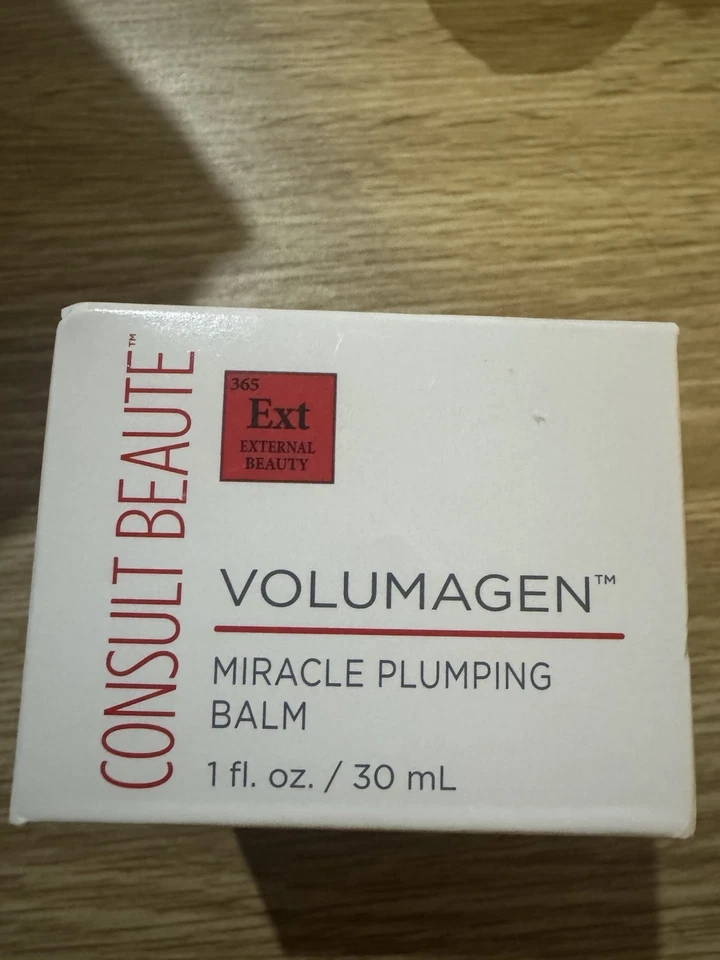 CONSULT BEAUTE™
365
Ext
EXTERNAL
BEAUTY
VOLUMAGEN™
MIRACLE PLUMPING
BALM
1 fl. oz. / 30 mL